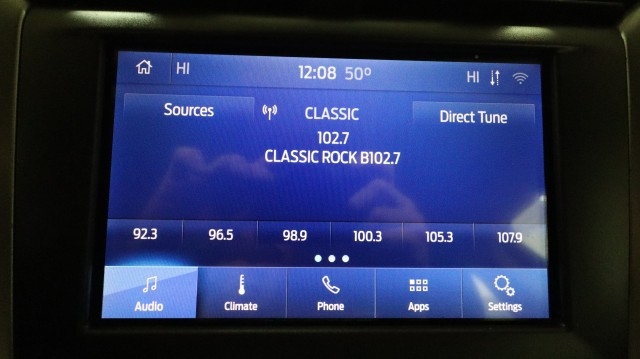 HI 12:08 50° HI
Sources CLASSIC Direct Tune
102.7
CLASSIC ROCK B102.7
92.3 96.5 98.9 100.3 105.3 107.9
Audio Climate Phone Apps Settings